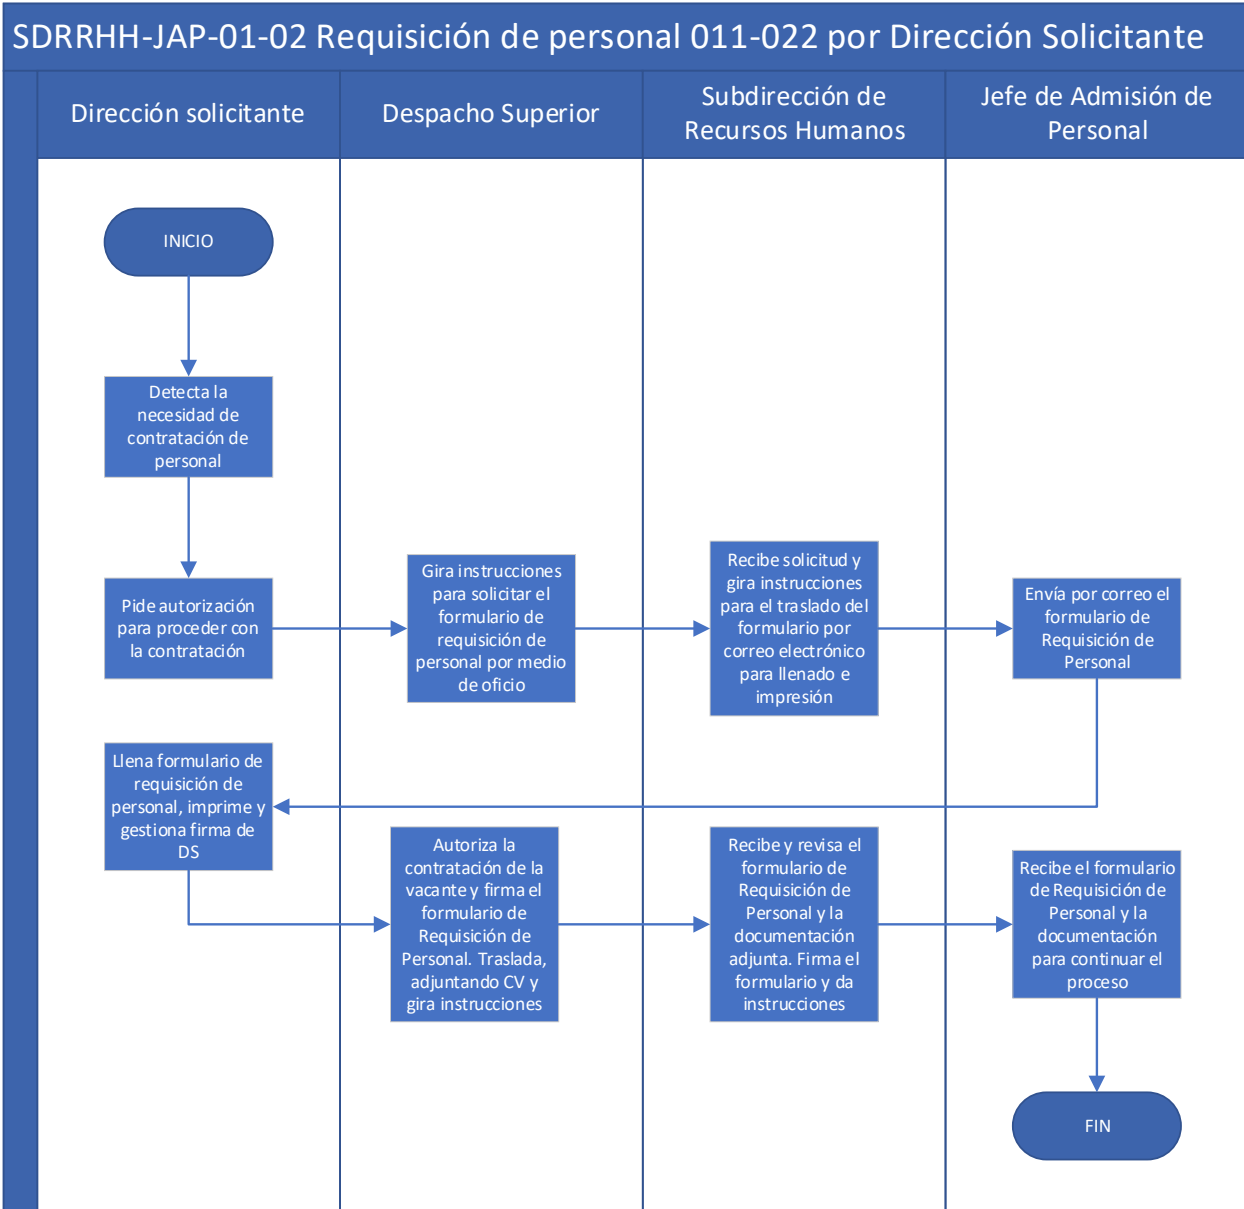 SDRRHH-JAP-01-02 Requisición de personal 011-022 por Dirección Solicitante
Dirección solicitante
Despacho Superior
Subdirección de
Recursos Humanos
Jefe de Admisión de
Personal
INICIO
Detecta la
necesidad de
contratación de
personal
Pide autorización
para proceder con
la contratación
Gira instrucciones
para solicitar el
formulario de
requisición de
personal por medio
de oficio
Recibe solicitud y
gira instrucciones
para el traslado del
formulario por
correo electrónico
para llenado e
impresión
Envía por correo el
formulario de
Requisición de
Personal
Llena formulario de
requisición de
personal, imprime y
gestiona firma de
DS
Autoriza la
contratación de la
vacante y firma el
formulario de
Requisición de
Personal. Traslada,
adjuntando CV y
gira instrucciones
Recibe y revisa el
formulario de
Requisición de
Personal y la
documentación
adjunta. Firma el
formulario y da
instrucciones
Recibe el formulario
de Requisición de
Personal y la
documentación
para continuar el
proceso
FIN